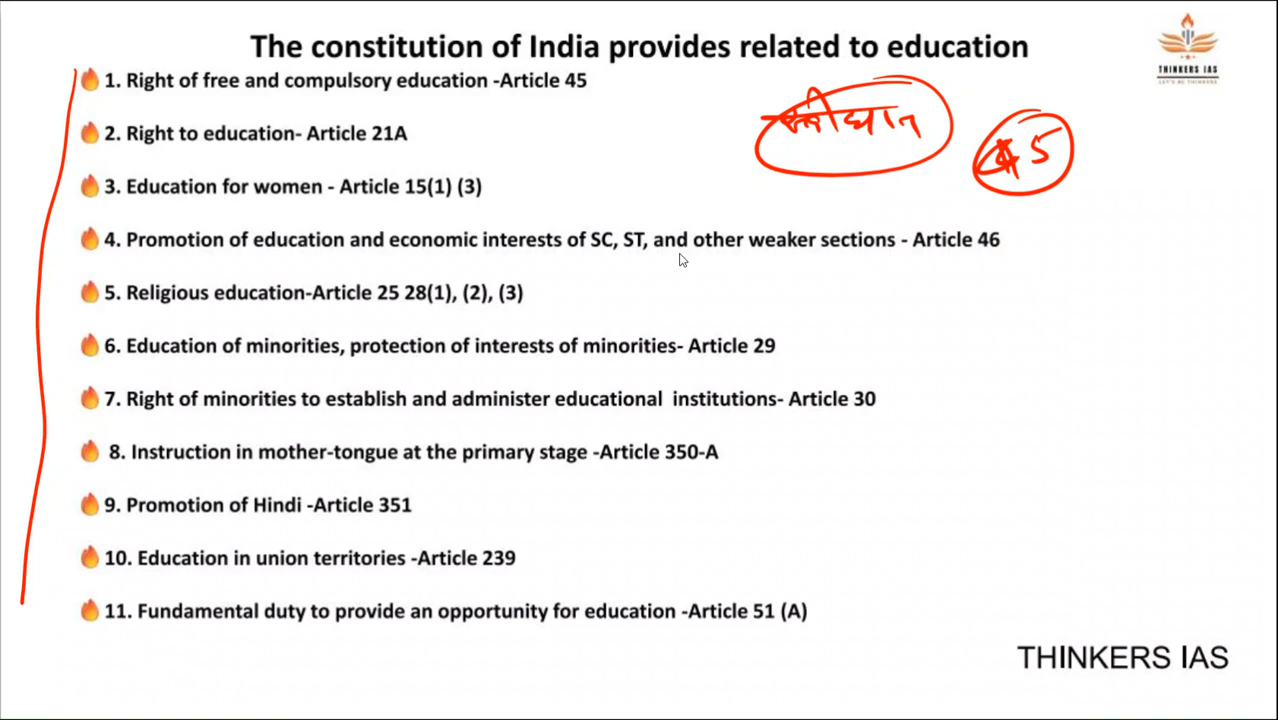 The constitution of India provides related to education
THINKERS IAS
LET'S BE THINKERS
1. Right of free and compulsory education -Article 45
2. Right to education- Article 21A
3. Education for women - Article 15(1) (3)
4. Promotion of education and economic interests of SC, ST, and other weaker sections - Article 46
5. Religious education-Article 25 28(1), (2), (3)
6. Education of minorities, protection of interests of minorities- Article 29
7. Right of minorities to establish and administer educational institutions- Article 30
8. Instruction in mother-tongue at the primary stage -Article 350-A
9. Promotion of Hindi -Article 351
10. Education in union territories -Article 239
11. Fundamental duty to provide an opportunity for education -Article 51 (A)
THINKERS IAS